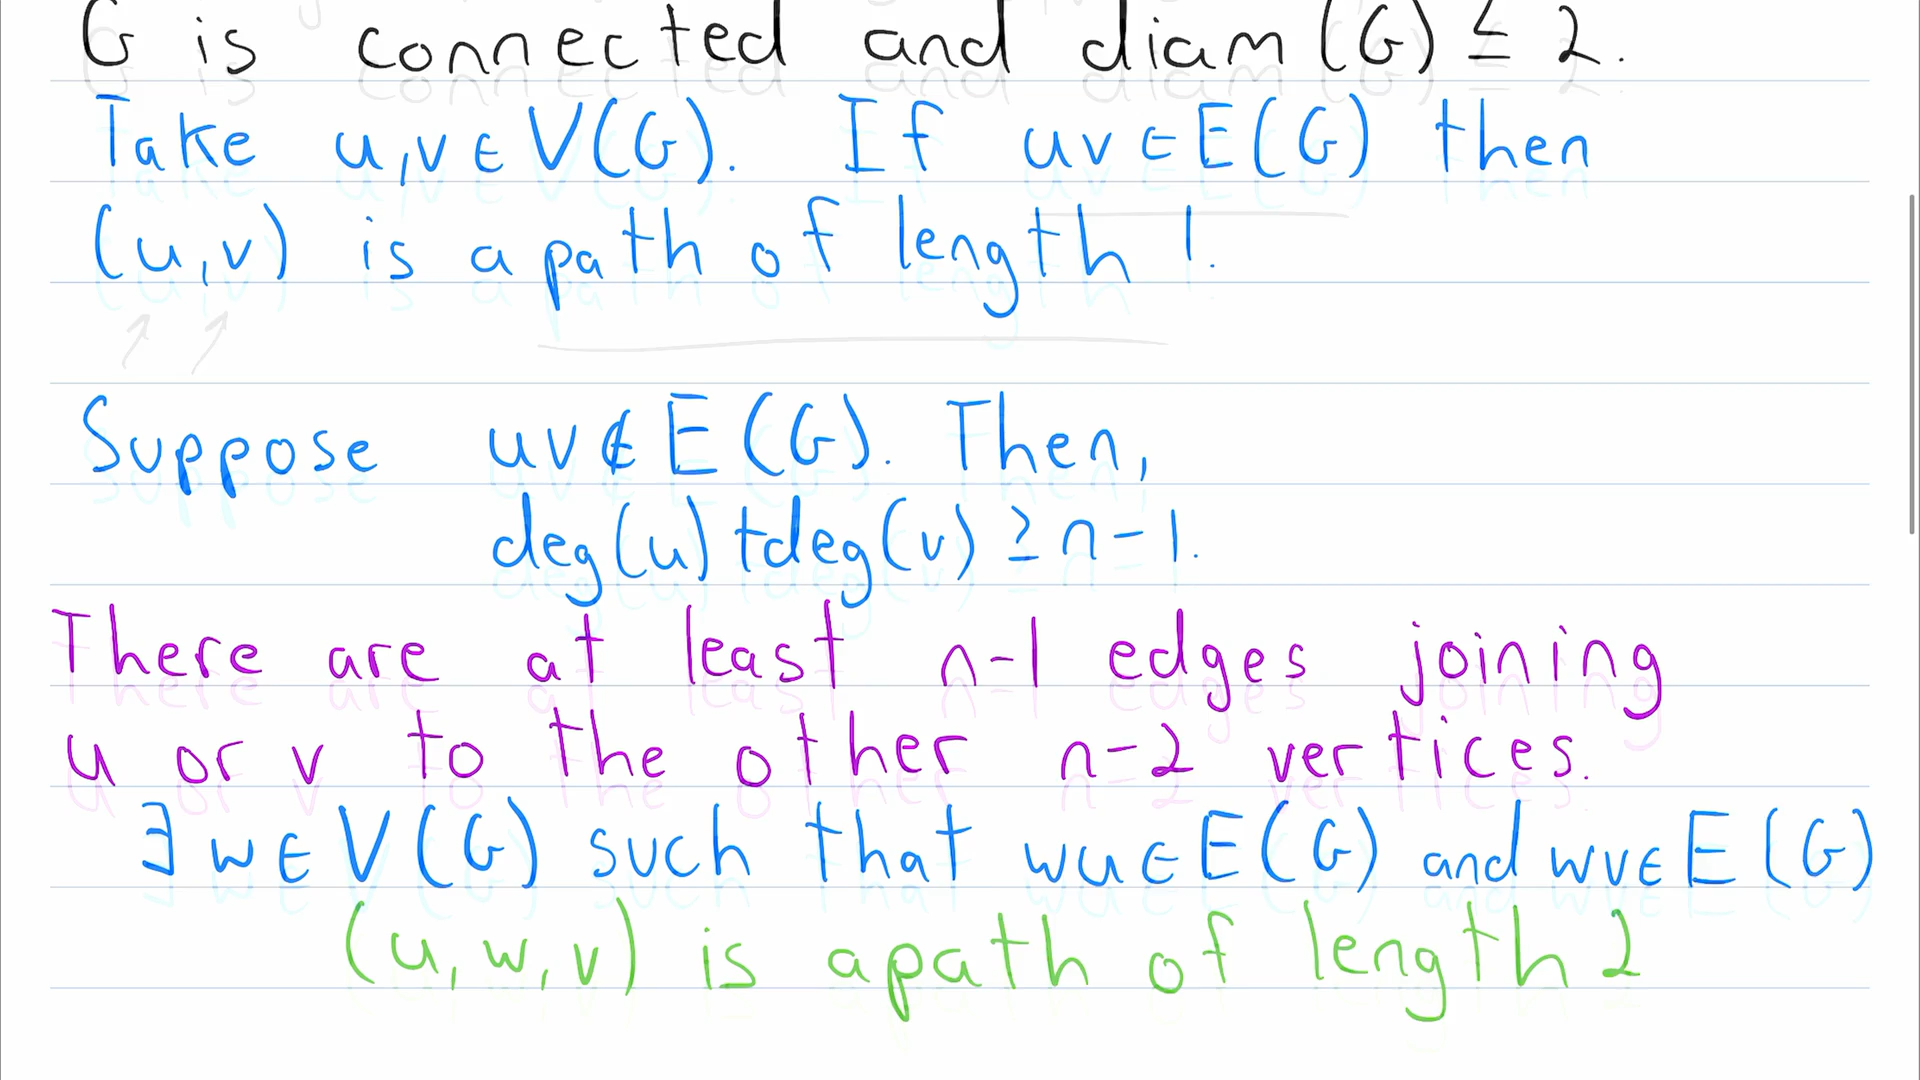 G is connected and diam(G) ≤ 2.
Take u,v∈V(G). If uv∈E(G) then
(u,v) is a path of length 1.
Suppose uv∉E(G). Then,
deg(u)+deg(v)≥n-1.
There are at least n-1 edges joining
u or v to the other n-2 vertices.
∃w∈V(G) such that wu∈E(G) and wv∈E(G)
(u,w,v) is a path of length 2